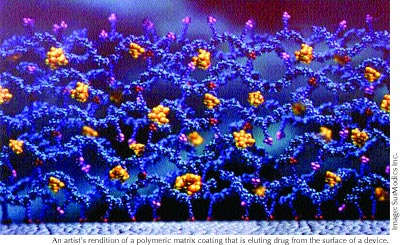 Image: SurModics Inc.
An artist's rendition of a polymeric matrix coating that is eluting drug from the surface of a device.